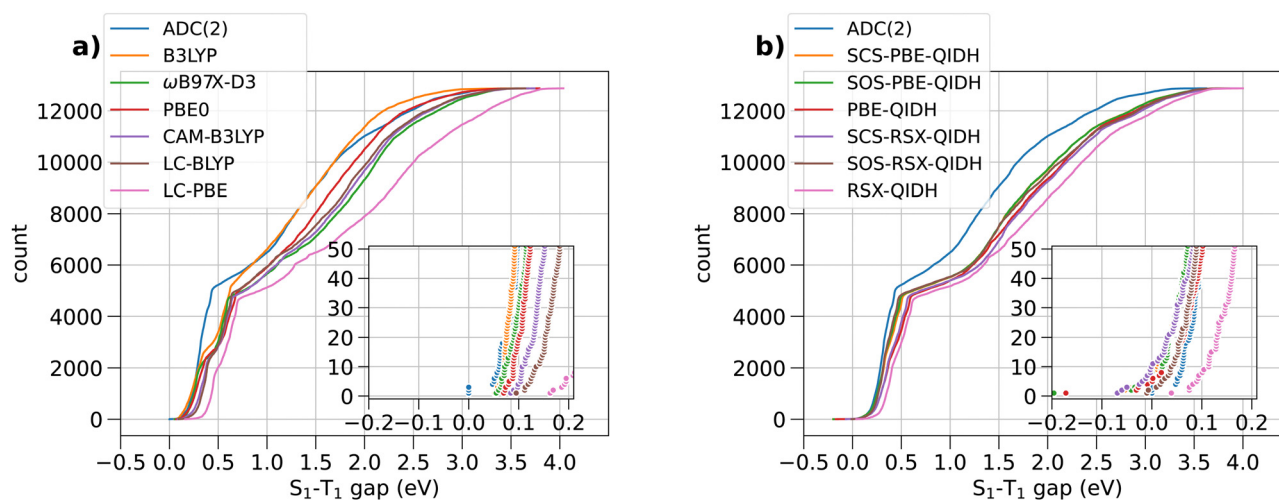 a)
ADC(2)
B3LYP
ωB97X-D3
PBE0
CAM-B3LYP
LC-BLYP
LC-PBE
count
12000
10000
8000
6000
4000
2000
0
−0.5 0.0 0.5 1.0 1.5 2.0 2.5 3.0 3.5 4.0
S₁-T₁ gap (eV)
50
40
30
20
10
0
−0.2 −0.1 0.0 0.1 0.2
b)
ADC(2)
SCS-PBE-QIDH
SOS-PBE-QIDH
PBE-QIDH
SCS-RSX-QIDH
SOS-RSX-QIDH
RSX-QIDH
count
12000
10000
8000
6000
4000
2000
0
−0.5 0.0 0.5 1.0 1.5 2.0 2.5 3.0 3.5 4.0
S₁-T₁ gap (eV)
50
40
30
20
10
0
−0.2 −0.1 0.0 0.1 0.2